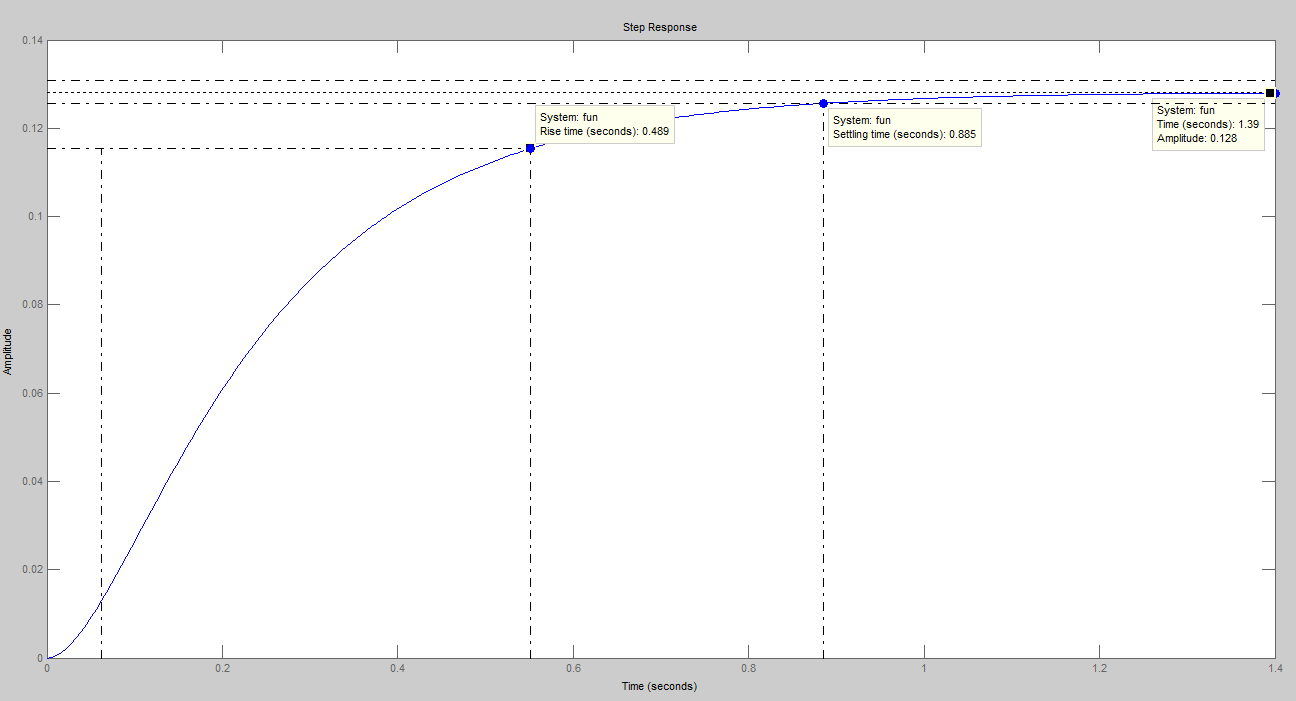 Step Response
0.14
0.12
0.1
0.08
0.06
0.04
0.02
0
Amplitude
System: fun
Rise time (seconds): 0.489
System: fun
Settling time (seconds): 0.885
System: fun
Time (seconds): 1.39
Amplitude: 0.128
0 0.2 0.4 0.6 0.8 1 1.2 1.4
Time (seconds)